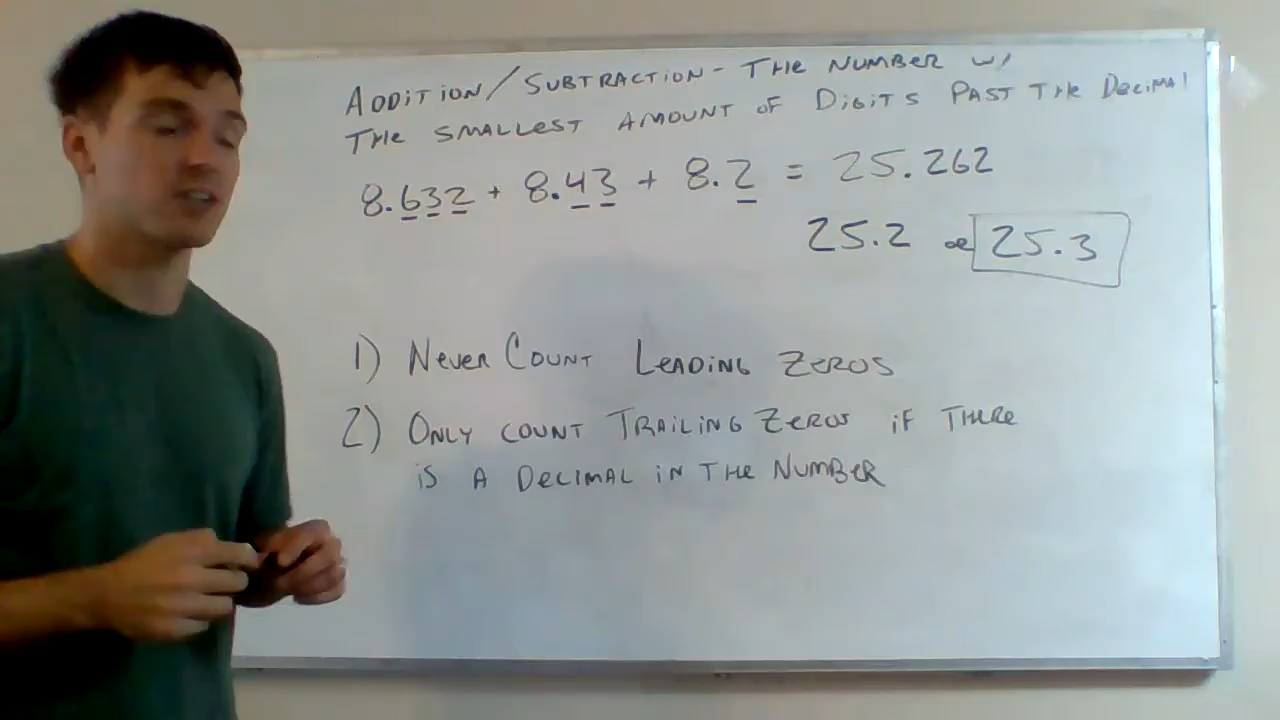 ADDITION/SUBTRACTION - THE NUMBER W/
THE SMALLEST AMOUNT OF DIGITS PAST THE DECIMAL
8.632 + 8.43 + 8.2 = 25.262
25.2 or 25.3
1) NEVER COUNT LEADING ZEROS
2) ONLY COUNT TRAILING ZEROS if THERE
is A DECIMAL iN THE NUMBER